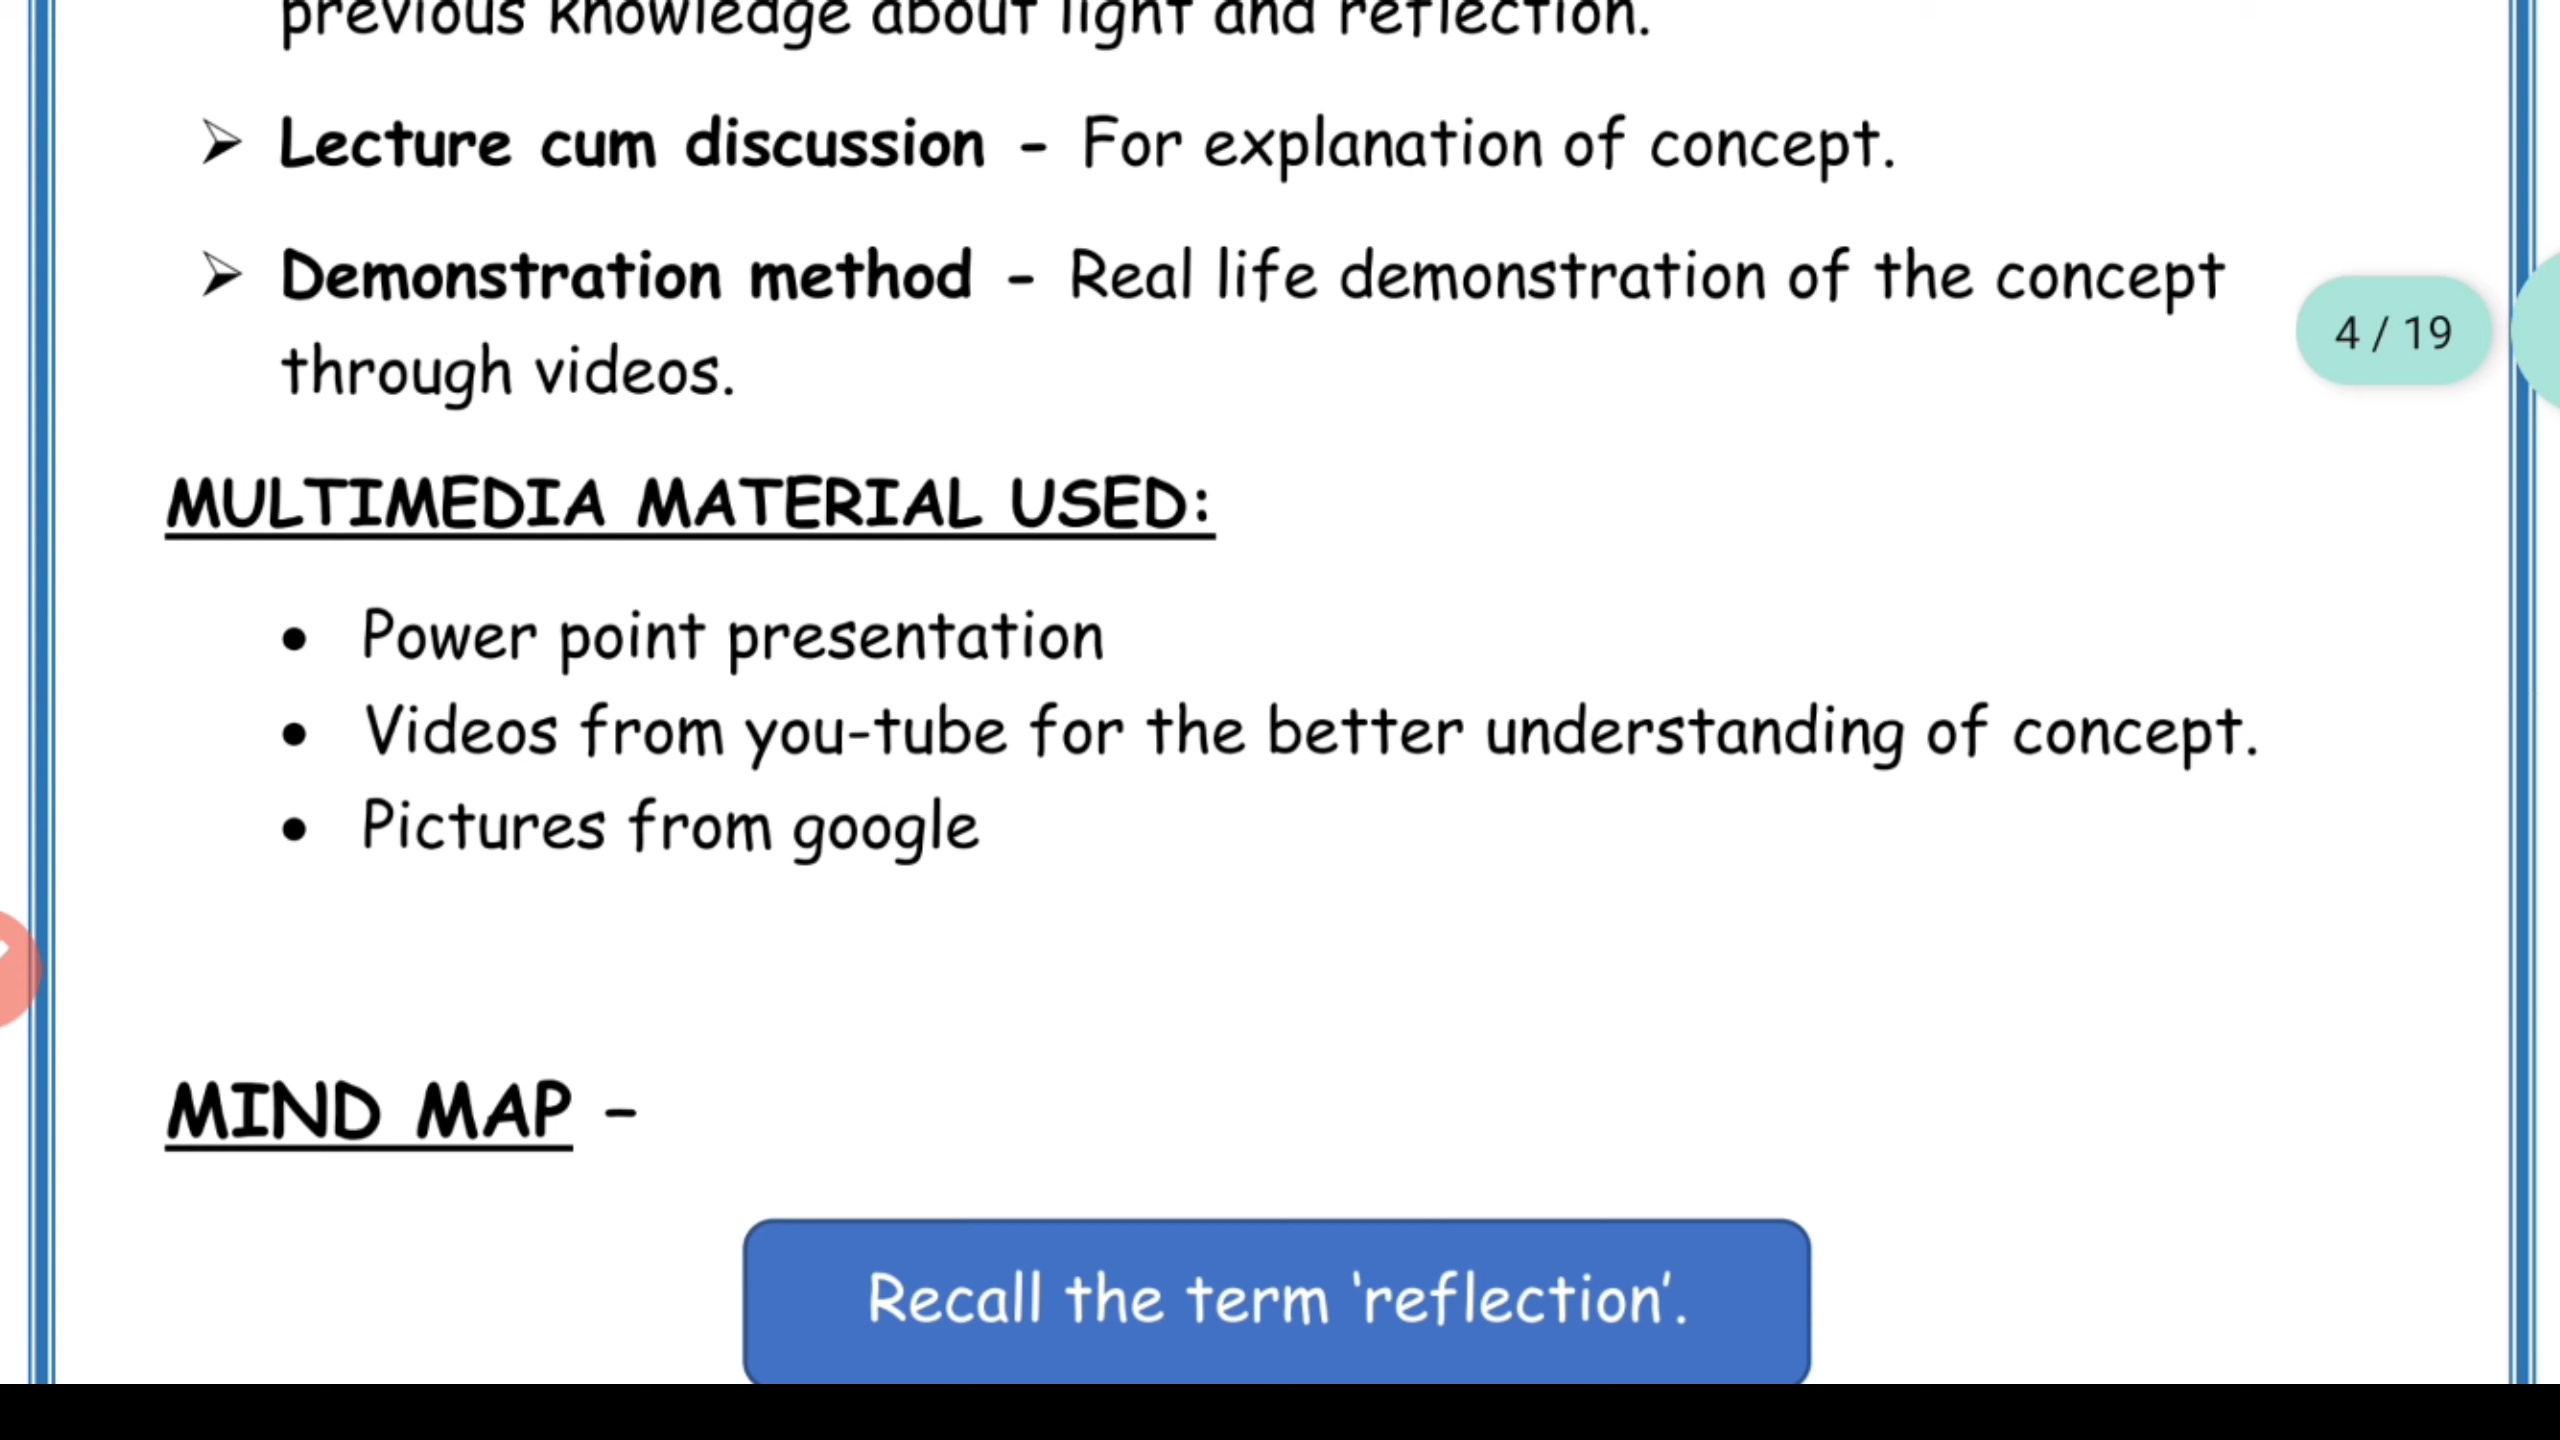 previous knowledge about light and reflection.
➢ Lecture cum discussion - For explanation of concept.
➢ Demonstration method - Real life demonstration of the concept
through videos.
4 / 19
MULTIMEDIA MATERIAL USED:
• Power point presentation
• Videos from you-tube for the better understanding of concept.
• Pictures from google
MIND MAP –
Recall the term ‘reflection’.